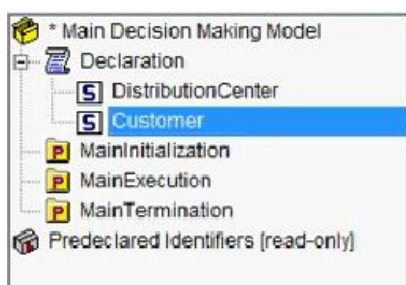 * Main Decision Making Model
Declaration
S DistributionCenter
S Customer
P MainInitialization
P MainExecution
P MainTermination
Predeclared Identifiers [read-only]